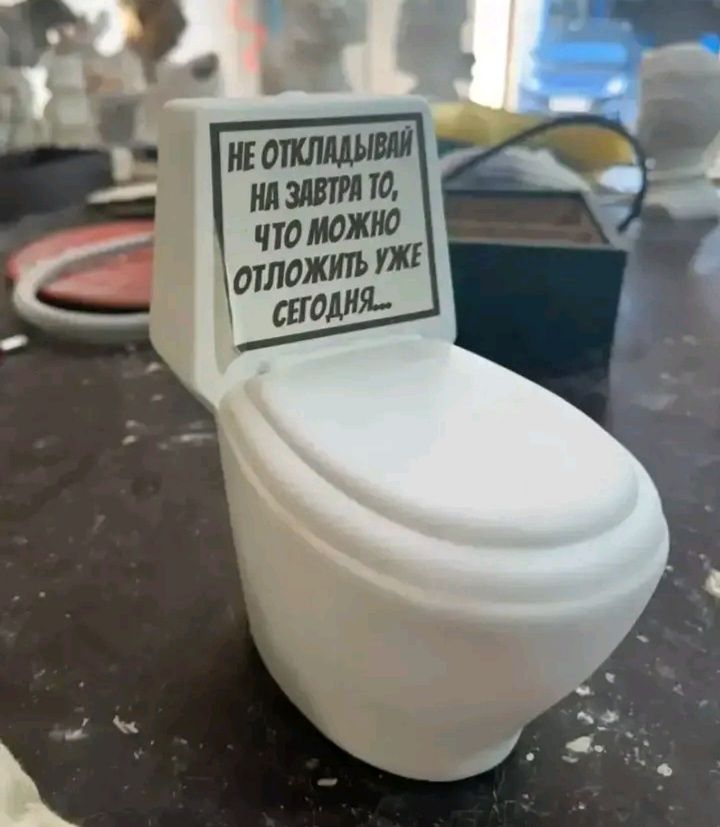 НЕ ОТКЛАДЫВАЙ
НА ЗАВТРА ТО,
ЧТО МОЖНО
ОТЛОЖИТЬ УЖЕ
СЕГОДНЯ...